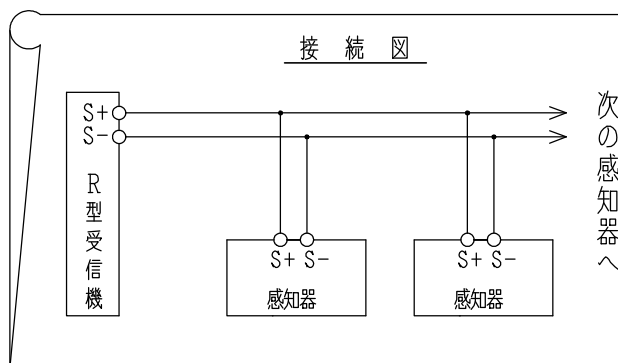 接続図
S+
S-
R型受信機
S+ S-
感知器
S+ S-
感知器
次の感知器へ